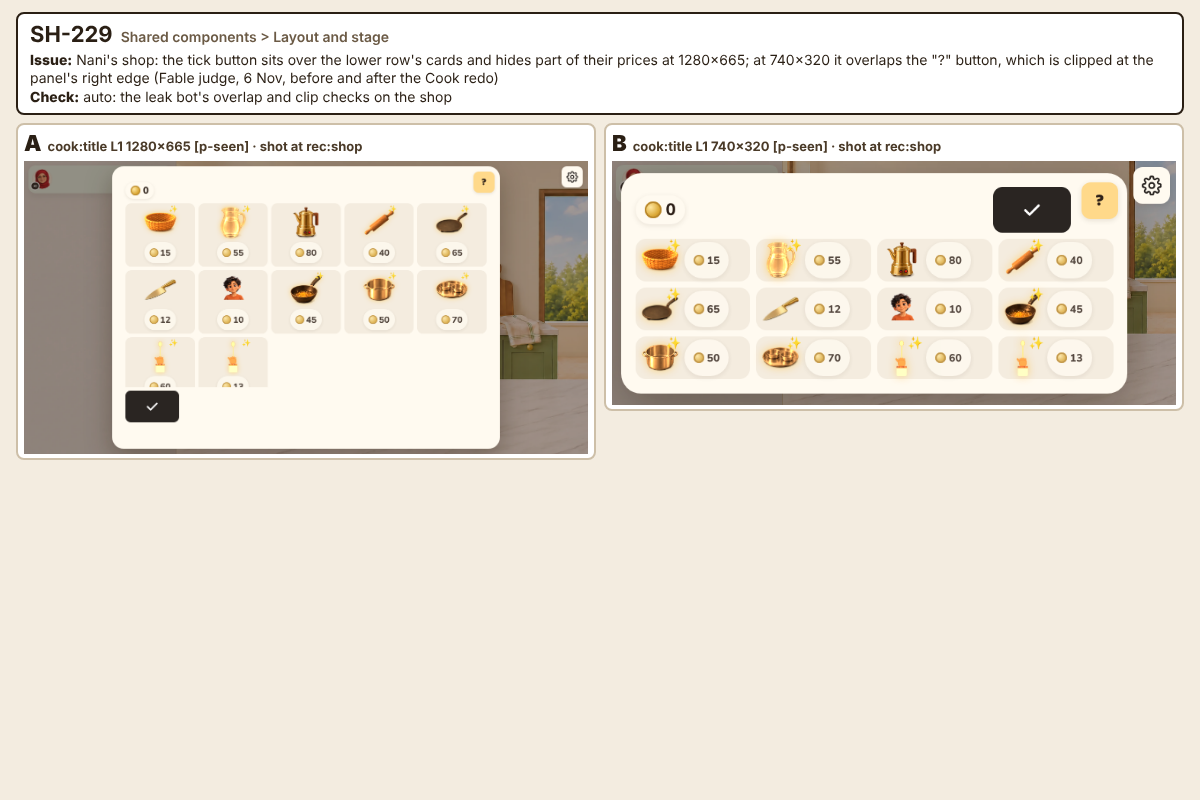 SH-229 Shared components > Layout and stage
Issue: Nani's shop: the tick button sits over the lower row's cards and hides part of their prices at 1280×665; at 740×320 it overlaps the "?" button, which is clipped at the
panel's right edge (Fable judge, 6 Nov, before and after the Cook redo)
Check: auto: the leak bot's overlap and clip checks on the shop
A cook:title L1 1280×665 [p-seen] · shot at rec:shop
0 ?
15 55 80 40 65
12 10 45 50 70
B cook:title L1 740×320 [p-seen] · shot at rec:shop
0 ?
15 55 80 40
65 12 10 45
50 70 60 13